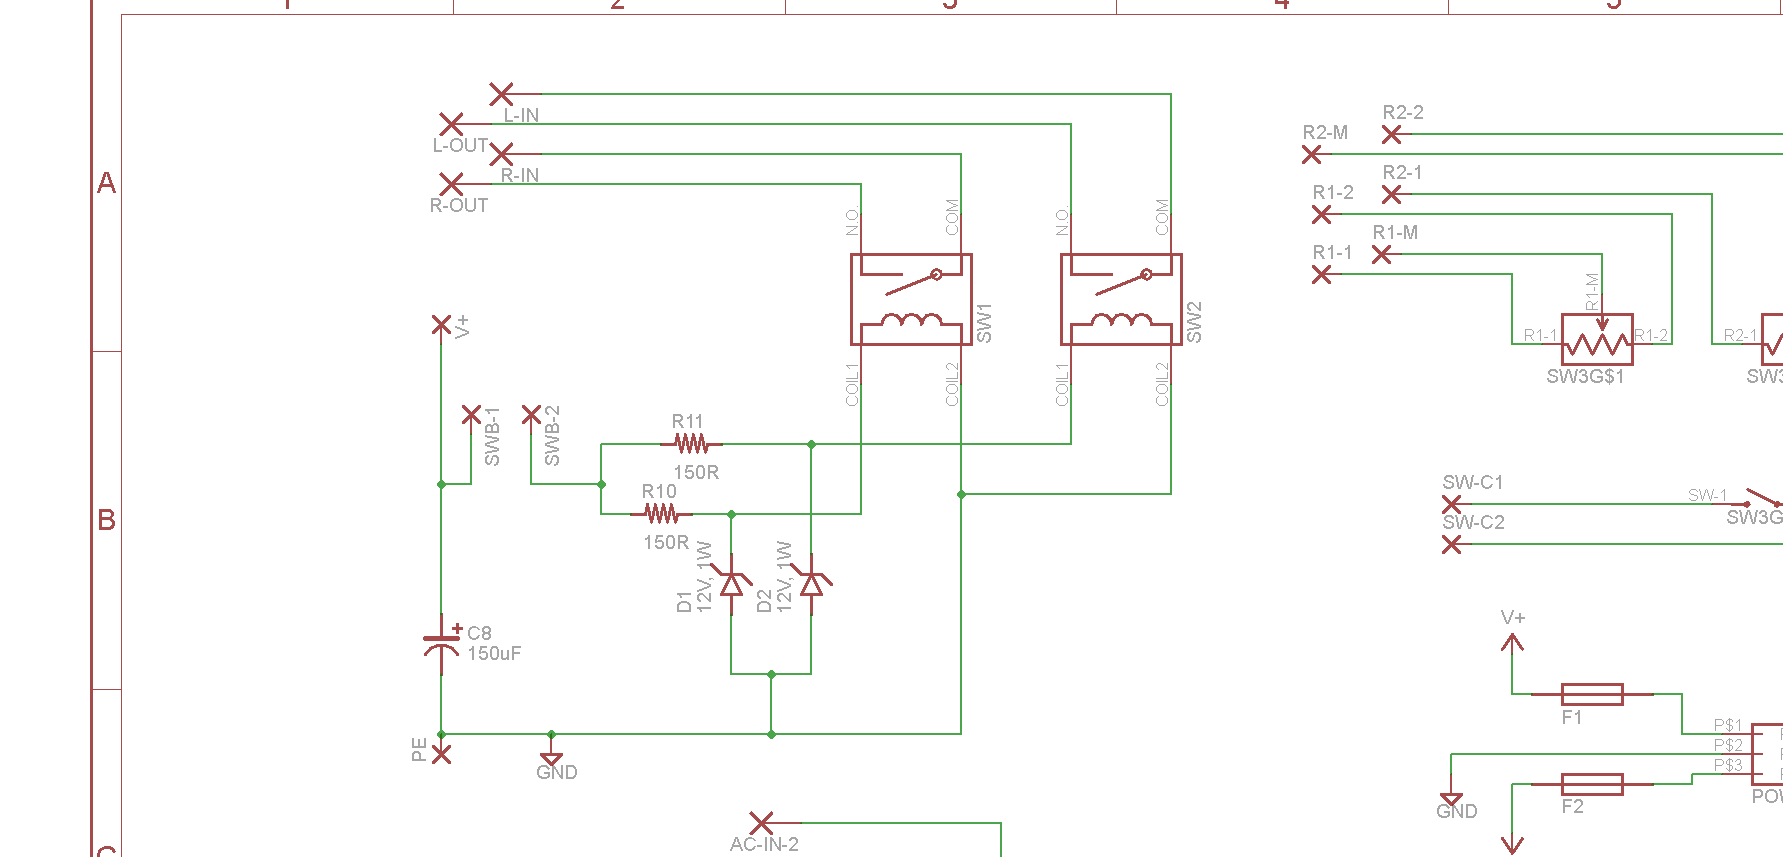 1 2 3 4 5
L-IN
L-OUT
R-IN
R-OUT
A
N.O. COM N.O. COM
SW1 SW2
COIL1 COIL2 COIL1 COIL2
R2-2
R2-M
R2-1
R1-2
R1-M
R1-1
R1-M
R1-1 R1-2 R2-1
SW3G$1 SW3
V+
SWB-1 SWB-2
R11
150R
R10
150R
B
D1
12V, 1W
D2
12V, 1W
C8
150uF
PE
GND
SW-C1
SW-1
SW3G
SW-C2
V+
F1
P$1
P$2
P$3
GND
F2
POW
AC-IN-2
C